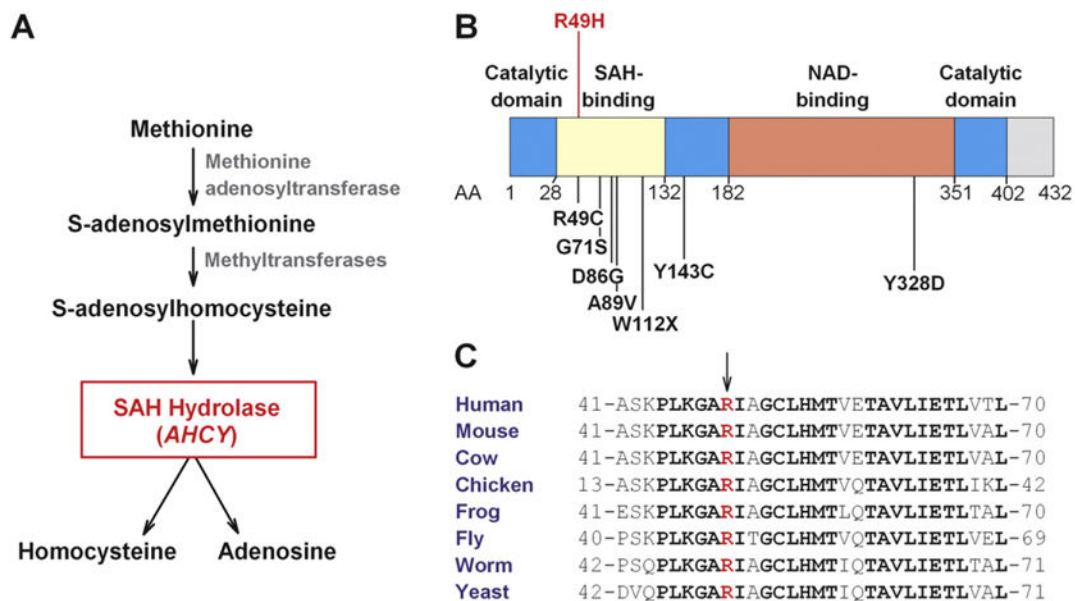 A
Methionine
Methionine
adenosyltransferase
S-adenosylmethionine
Methyltransferases
S-adenosylhomocysteine
SAH Hydrolase
(AHCY)
Homocysteine Adenosine
B
R49H
Catalytic domain
SAH-binding
NAD-binding
Catalytic domain
AA 1 28 132 182 351 402 432
R49C
G71S
D86G
A89V
W112X
Y143C
Y328D
C
Human 41-ASKPLKGARIAGCLHMTVETAVLIETLVTL-70
Mouse 41-ASKPLKGARIAGCLHMTVETAVLIETLVAL-70
Cow 41-ASKPLKGARIAGCLHMTVETAVLIETLVAL-70
Chicken 13-ASKPLKGARIAGCLHMTVQTAVLIETLIKL-42
Frog 41-ESKPLKGARIAGCLHMTLQTAVLIETLTAL-70
Fly 40-PSKPLKGARITGCLHMTVQTAVLIETLVEL-69
Worm 42-PSQPLKGARIAGCLHMTIQTAVLIETLTAL-71
Yeast 42-DVQPLKGARIAGCLHMTIQTAVLIETLVAL-71